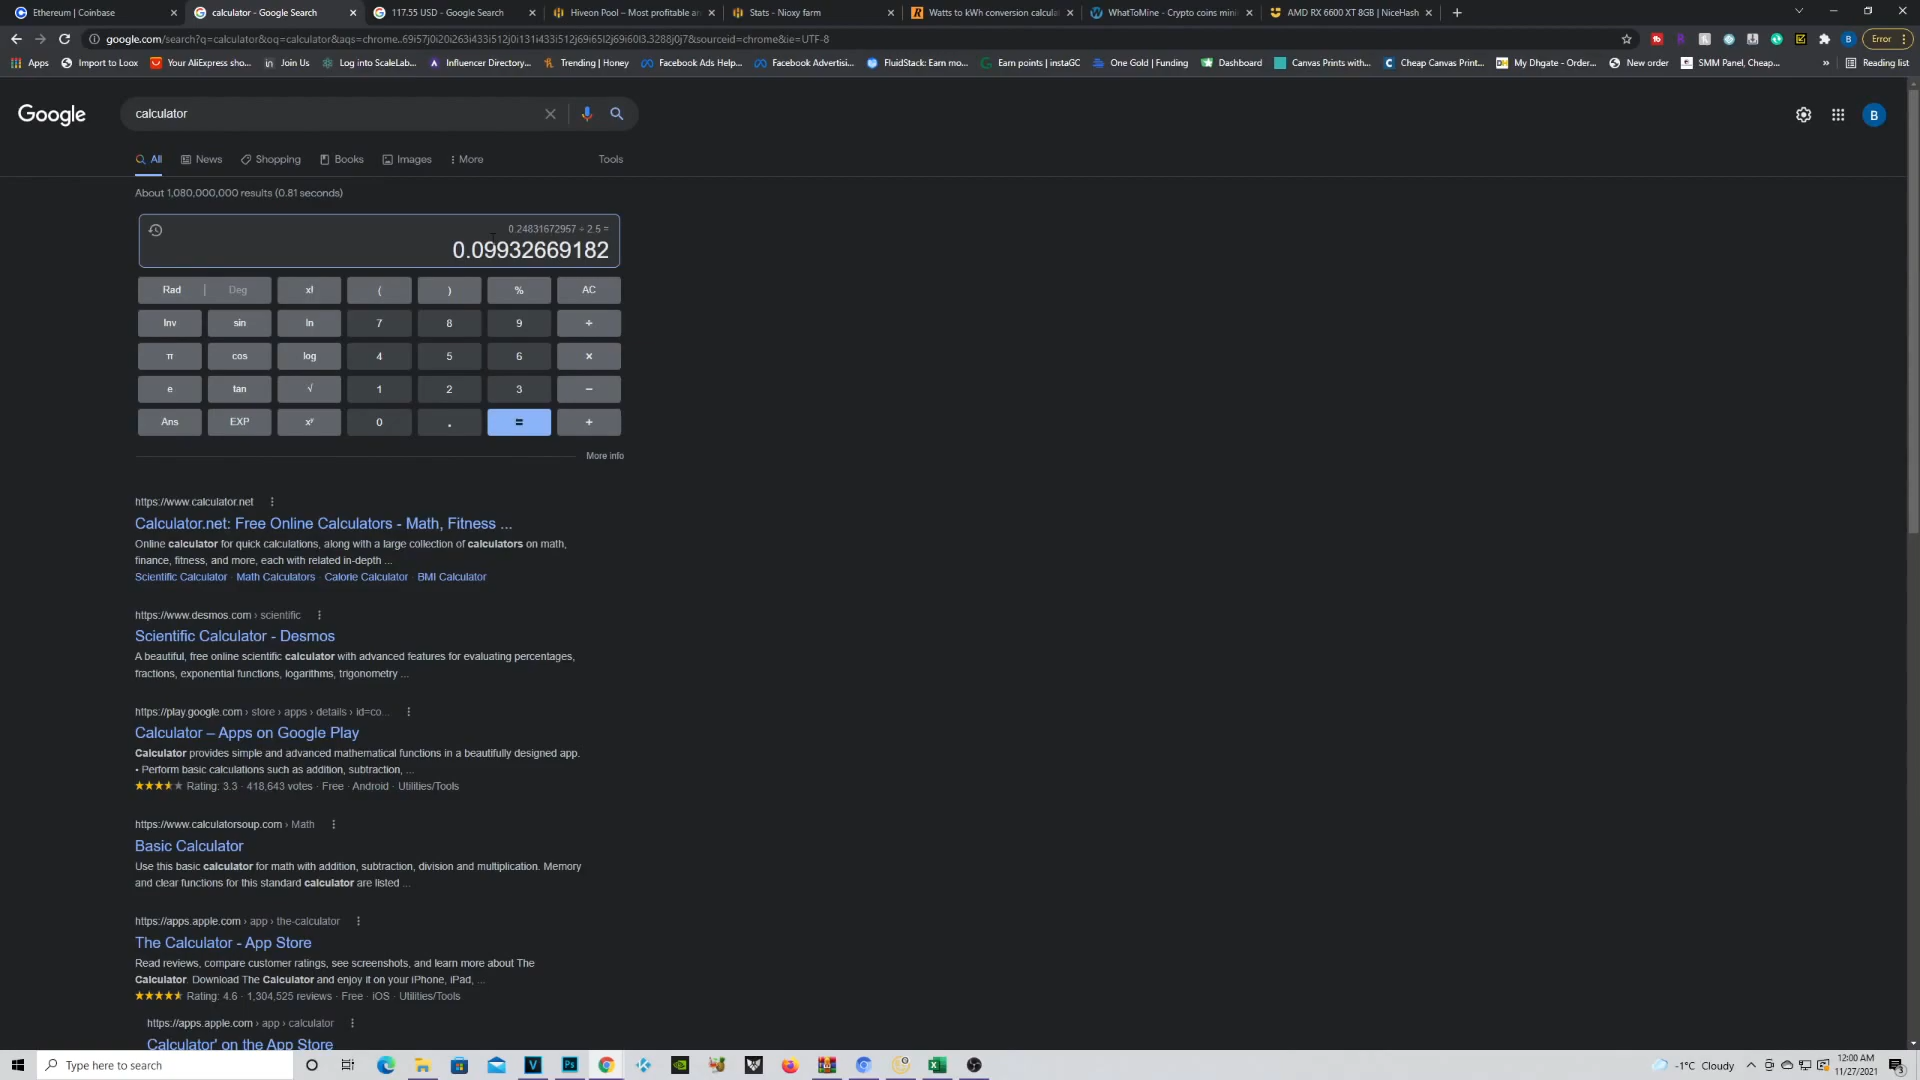 Ethereum | Coinbase
calculator - Google Search
117.55 USD - Google Search
Hiveon Pool – Most profitable an
Stats - Nioxy farm
Watts to kWh conversion calcula
WhatToMine - Crypto coins mini
AMD RX 6600 XT 8GB | NiceHash
google.com/search?q=calculator&oq=calculator&aqs=chrome..69i57j0i20i263i433i512j0i131i433i512j69i65l2j69i60l3.3288j0j7&sourceid=chrome&ie=UTF-8
Error
Apps
Import to Loox
Your AliExpress sho...
Join Us
Log into ScaleLab...
Influencer Directory...
Trending | Honey
Facebook Ads Help...
Facebook Advertisi...
FluidStack: Earn mo...
Earn points | instaGC
One Gold | Funding
Dashboard
Canvas Prints with...
Cheap Canvas Print...
My Dhgate - Order...
New order
SMM Panel, Cheap...
»
Reading list
Google
calculator
B
All
News
Shopping
Books
Images
More
Tools
About 1,080,000,000 results (0.81 seconds)
0.24831672957 ÷ 2.5 =
0.09932669182
Rad | Deg x! ( ) % AC
Inv sin ln 7 8 9 ÷
π cos log 4 5 6 ×
e tan √ 1 2 3 −
Ans EXP xʸ 0 . = +
More info
https://www.calculator.net
Calculator.net: Free Online Calculators - Math, Fitness ...
Online calculator for quick calculations, along with a large collection of calculators on math,
finance, fitness, and more, each with related in-depth ...
Scientific Calculator · Math Calculators · Calorie Calculator · BMI Calculator
https://www.desmos.com › scientific
Scientific Calculator - Desmos
A beautiful, free online scientific calculator with advanced features for evaluating percentages,
fractions, exponential functions, logarithms, trigonometry ...
https://play.google.com › store › apps › details › id=co...
Calculator – Apps on Google Play
Calculator provides simple and advanced mathematical functions in a beautifully designed app.
• Perform basic calculations such as addition, subtraction, ...
Rating: 3.3 · 418,643 votes · Free · Android · Utilities/Tools
https://www.calculatorsoup.com › Math
Basic Calculator
Use this basic calculator for math with addition, subtraction, division and multiplication. Memory
and clear functions for this standard calculator are listed ...
https://apps.apple.com › app › the-calculator
The Calculator - App Store
Read reviews, compare customer ratings, see screenshots, and learn more about The
Calculator. Download The Calculator and enjoy it on your iPhone, iPad, ...
Rating: 4.6 · 1,304,525 reviews · Free · iOS · Utilities/Tools
https://apps.apple.com › app › calculator
Calculator' on the App Store
Type here to search
-1°C Cloudy
12:00 AM
11/27/2021